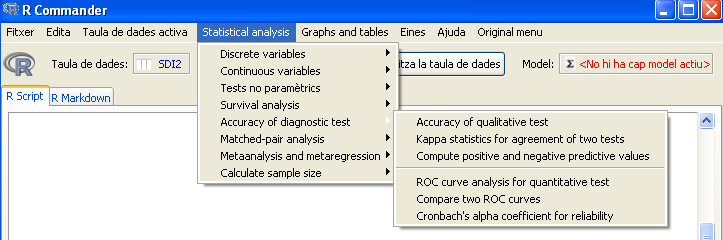 R Commander
Fitxer Edita Taula de dades activa Statistical analysis Graphs and tables Eines Ajuda Original menu
Taula de dades: SDI2 itza la taula de dades Model: Σ <No hi ha cap model actiu>
R Script R Markdown
Discrete variables
Continuous variables
Tests no paramètrics
Survival analysis
Accuracy of diagnostic test
Matched-pair analysis
Metaanalysis and metaregression
Calculate sample size
Accuracy of qualitative test
Kappa statistics for agreement of two tests
Compute positive and negative predictive values
ROC curve analysis for quantitative test
Compare two ROC curves
Cronbach's alpha coefficient for reliability